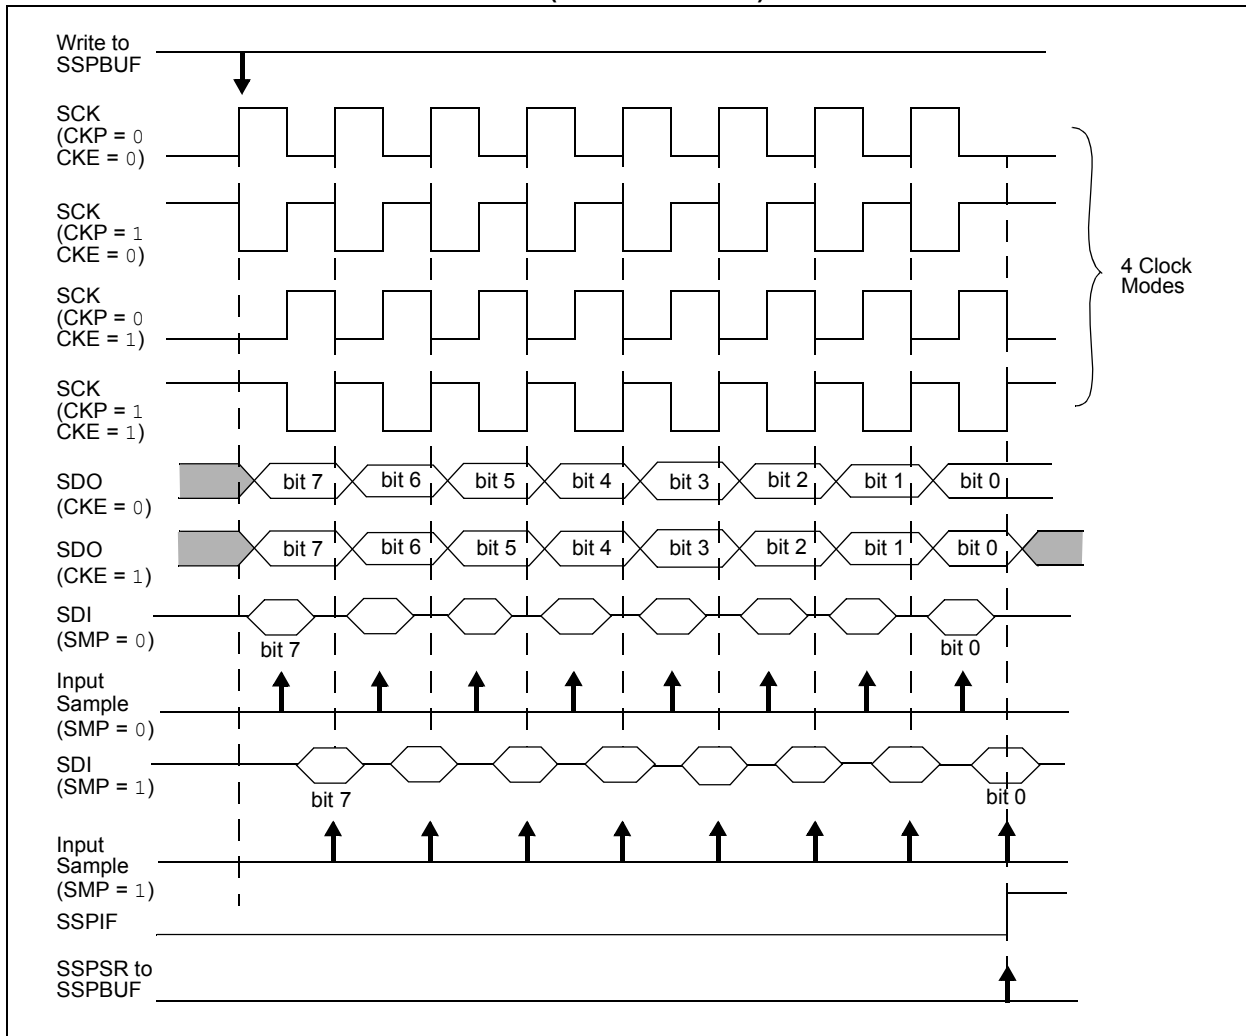 Write to
SSPBUF
SCK
(CKP = 0
CKE = 0)
SCK
(CKP = 1
CKE = 0)
SCK
(CKP = 0
CKE = 1)
SCK
(CKP = 1
CKE = 1)
4 Clock
Modes
SDO
(CKE = 0)
bit 7 bit 6 bit 5 bit 4 bit 3 bit 2 bit 1 bit 0
SDO
(CKE = 1)
bit 7 bit 6 bit 5 bit 4 bit 3 bit 2 bit 1 bit 0
SDI
(SMP = 0)
bit 7 bit 0
Input
Sample
(SMP = 0)
SDI
(SMP = 1)
bit 7 bit 0
Input
Sample
(SMP = 1)
SSPIF
SSPSR to
SSPBUF